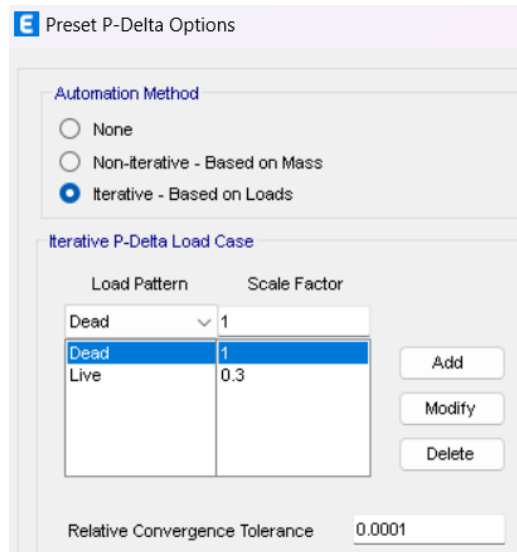 E Preset P-Delta Options
Automation Method
None
Non-iterative - Based on Mass
Iterative - Based on Loads
Iterative P-Delta Load Case
Load Pattern Scale Factor
Dead 1
Dead 1
Live 0.3
Add
Modify
Delete
Relative Convergence Tolerance 0.0001